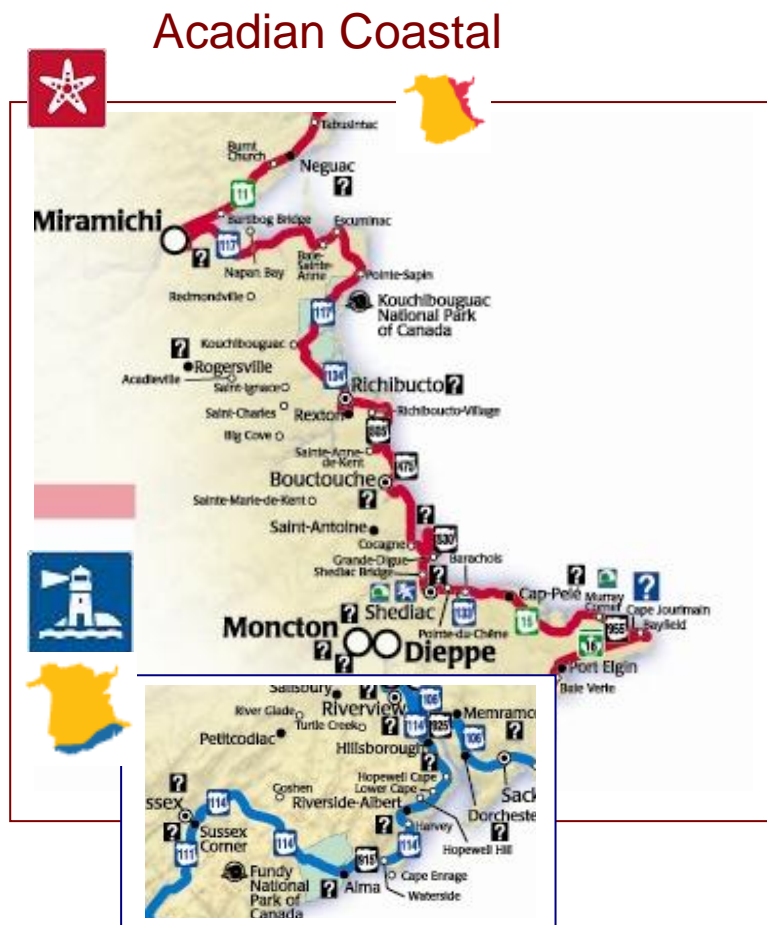 Acadian Coastal
Tabusintac
Burnt
Church
Neguac
?
11
Bartibog Bridge
Escuminac
Miramichi
117
?
Napan Bay
Baie-
Sainte-
Anne
Pointe-Sapin
Redmondville
117
Kouchibouguac
National Park
of Canada
Kouchibouguac
?
Rogersville
134
Acadieville
Saint-Ignace
Richibucto ?
Saint-Charles
Rexton
Richiboucto-Village
505
Big Cove
Sainte-Anne-
de-Kent
475
Bouctouche
?
Sainte-Marie-de-Kent
?
Saint-Antoine
530
Cocagne
Grande-Digue
Barachois
Shediac Bridge
?
? Murray
Corner
?
Cap-Pelé
Cape Jourimain
? Shediac
133
15
955
Bayfield
Moncton
Pointe-du-Chêne
16
? ?
Dieppe
Port Elgin
Baie Verte
Salisbury
?
Riverview
106
River Glade
Turtle Creek
?
114
925
Memramco
Petitcodiac
Hillsborough
106
?
Hopewell Cape
Lower Cape
Sack
Goshen
?
ssex
114
Riverside-Albert
Dorchester
?
Sussex
Corner
?
Harvey
?
111
114
114
Hopewell Hill
915
Fundy
National
Park of
Canada
?
Alma
Cape Enrage
Waterside